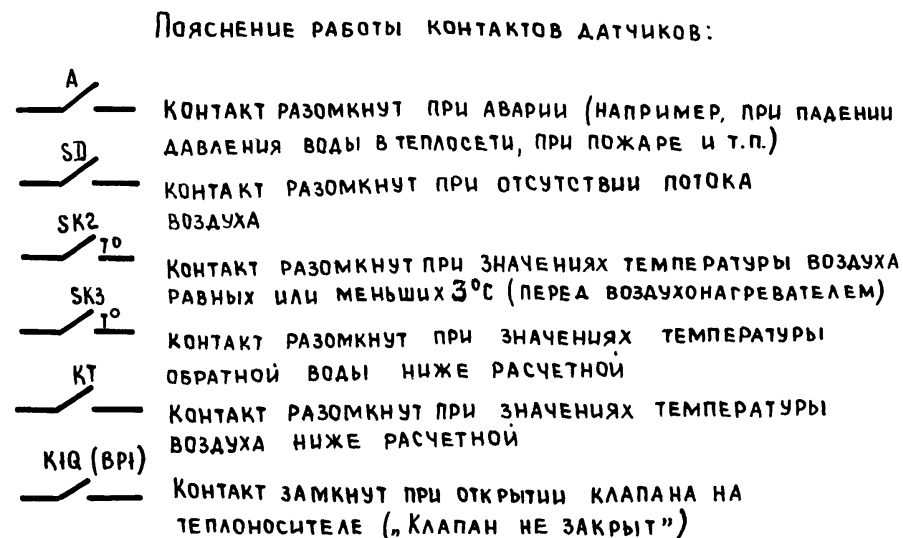 Пояснение работы контактов датчиков:
А
Контакт разомкнут при аварии (например, при падении
давления воды в теплосети, при пожаре и т.п.)
SD
Контакт разомкнут при отсутствии потока
воздуха
SK2
T°
Контакт разомкнут при значениях температуры воздуха
равных или меньших 3°С (перед воздухонагревателем)
SK3
T°
Контакт разомкнут при значениях температуры
обратной воды ниже расчетной
КТ
Контакт разомкнут при значениях температуры
воздуха ниже расчетной
K1Q (BP1)
Контакт замкнут при открытии клапана на
теплоносителе („Клапан не закрыт”)